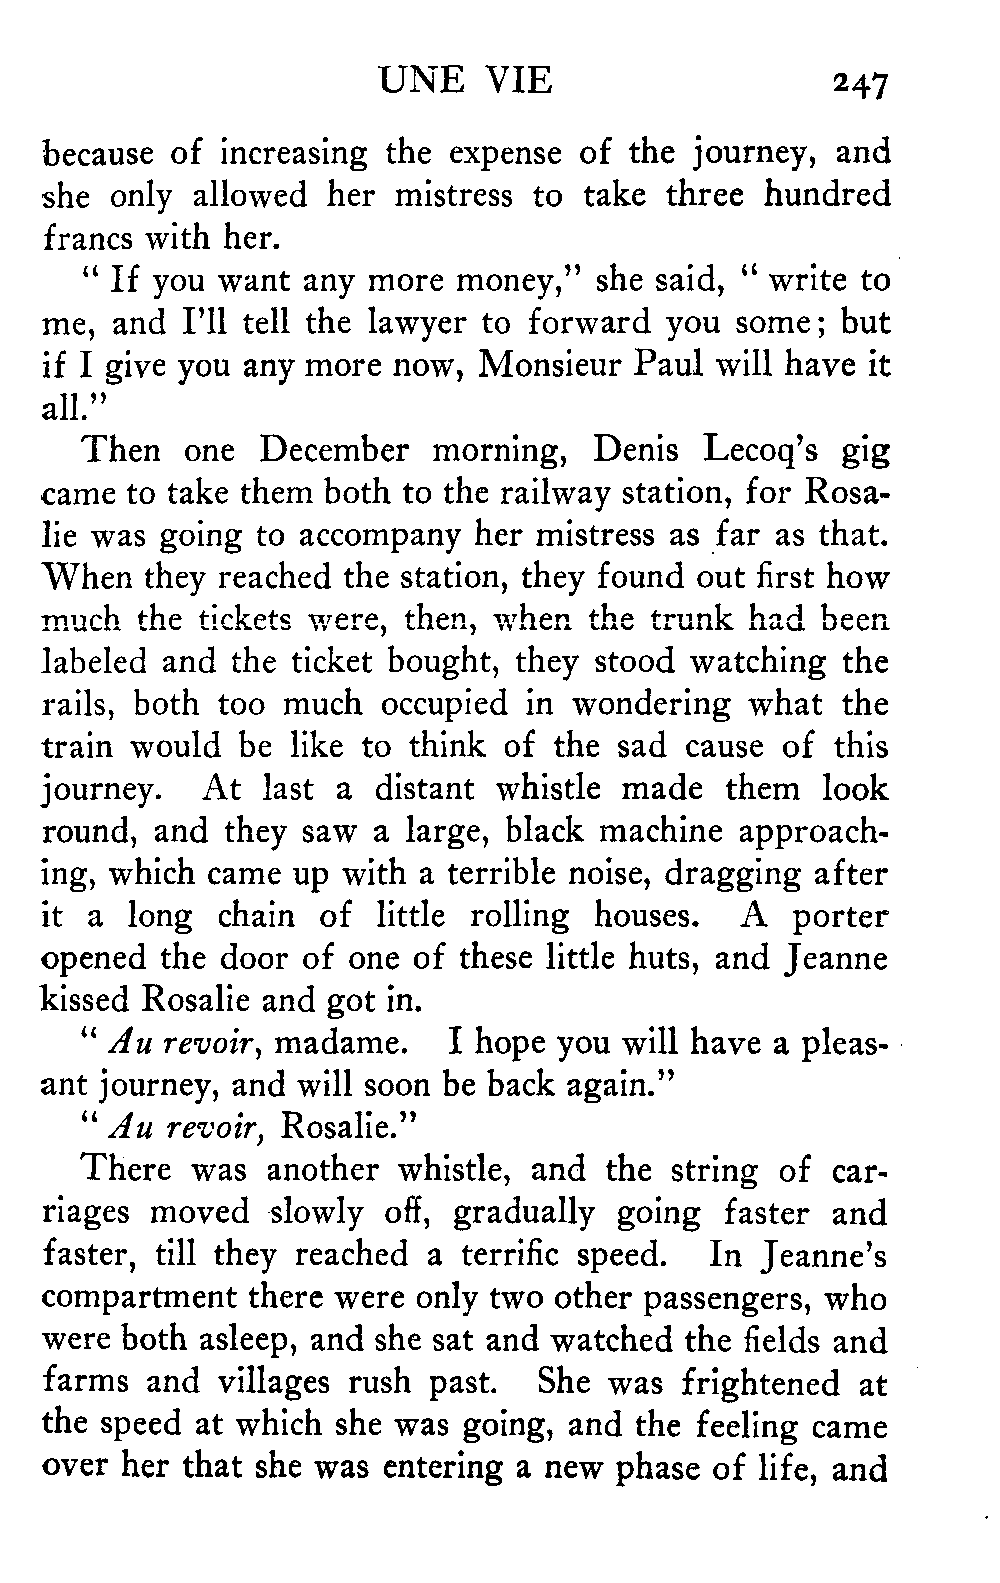 UNE VIE 247
because of increasing the expense of the journey, and
she only allowed her mistress to take three hundred
francs with her.
" If you want any more money," she said, " write to
me, and I'll tell the lawyer to forward you some; but
if I give you any more now, Monsieur Paul will have it
all."
Then one December morning, Denis Lecoq's gig
came to take them both to the railway station, for Rosa-
lie was going to accompany her mistress as far as that.
When they reached the station, they found out first how
much the tickets were, then, when the trunk had been
labeled and the ticket bought, they stood watching the
rails, both too much occupied in wondering what the
train would be like to think of the sad cause of this
journey. At last a distant whistle made them look
round, and they saw a large, black machine approach-
ing, which came up with a terrible noise, dragging after
it a long chain of little rolling houses. A porter
opened the door of one of these little huts, and Jeanne
kissed Rosalie and got in.
" Au revoir, madame. I hope you will have a pleas-
ant journey, and will soon be back again."
" Au revoir, Rosalie."
There was another whistle, and the string of car-
riages moved slowly off, gradually going faster and
faster, till they reached a terrific speed. In Jeanne's
compartment there were only two other passengers, who
were both asleep, and she sat and watched the fields and
farms and villages rush past. She was frightened at
the speed at which she was going, and the feeling came
over her that she was entering a new phase of life, and